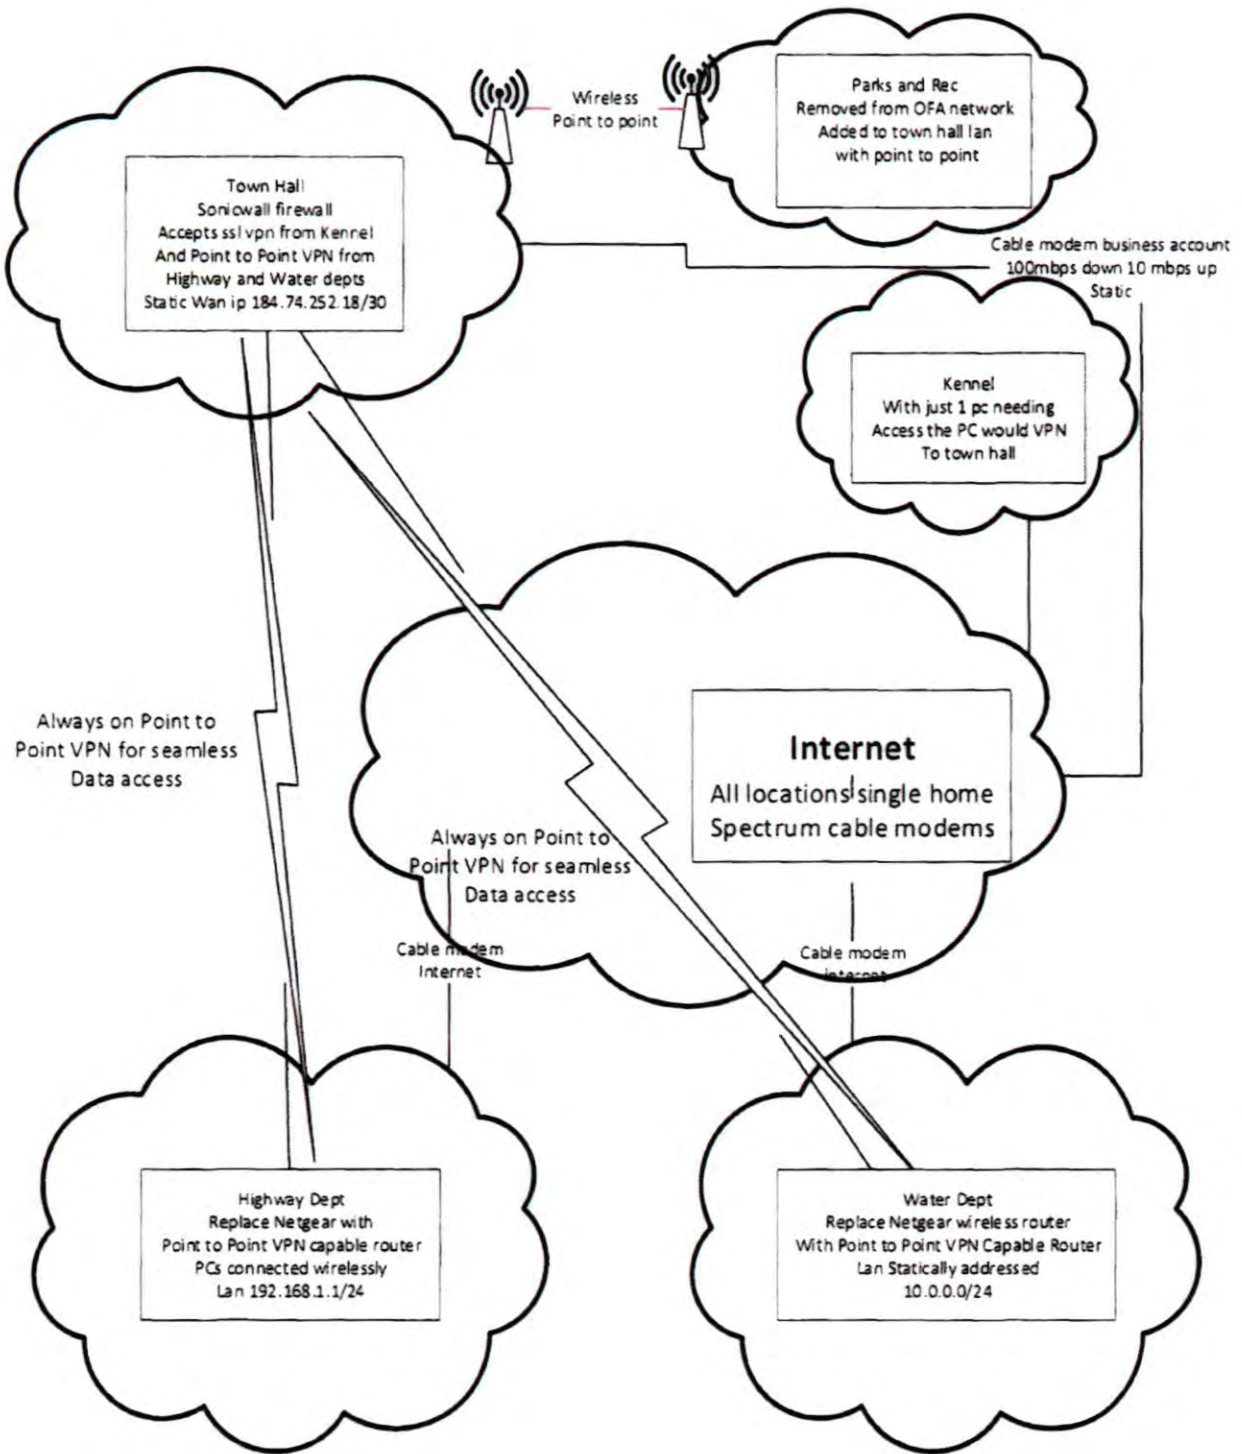 Wireless
Point to point
Parks and Rec
Removed from OFA network
Added to town hall lan
with point to point
Town Hall
Sonicwall firewall
Accepts ssl vpn from Kennel
And Point to Point VPN from
Highway and Water depts
Static Wan ip 184.74.252.18/30
Cable modem business account
100mbps down 10 mbps up
Static
Kennel
With just 1 pc needing
Access the PC would VPN
To town hall
Always on Point to
Point VPN for seamless
Data access
Internet
All locations single home
Spectrum cable modems
Always on Point to
Point VPN for seamless
Data access
Cable modem
Internet
Cable modem
internet
Highway Dept
Replace Netgear with
Point to Point VPN capable router
PCs connected wirelessly
Lan 192.168.1.1/24
Water Dept
Replace Netgear wireless router
With Point to Point VPN Capable Router
Lan Statically addressed
10.0.0.0/24